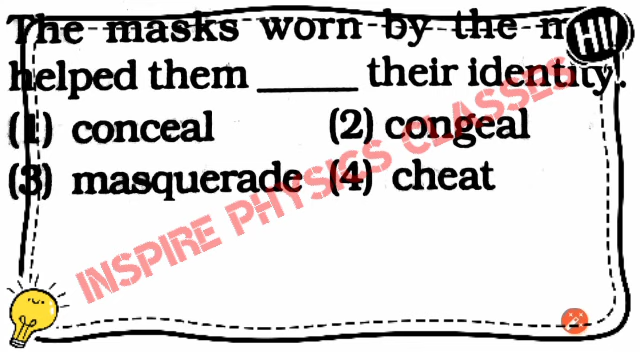 The masks worn by the
HI!
helped them _____ their identity.
(1) conceal (2) congeal
(3) masquerade (4) cheat
INSPIRE PHYSICS CLASSES